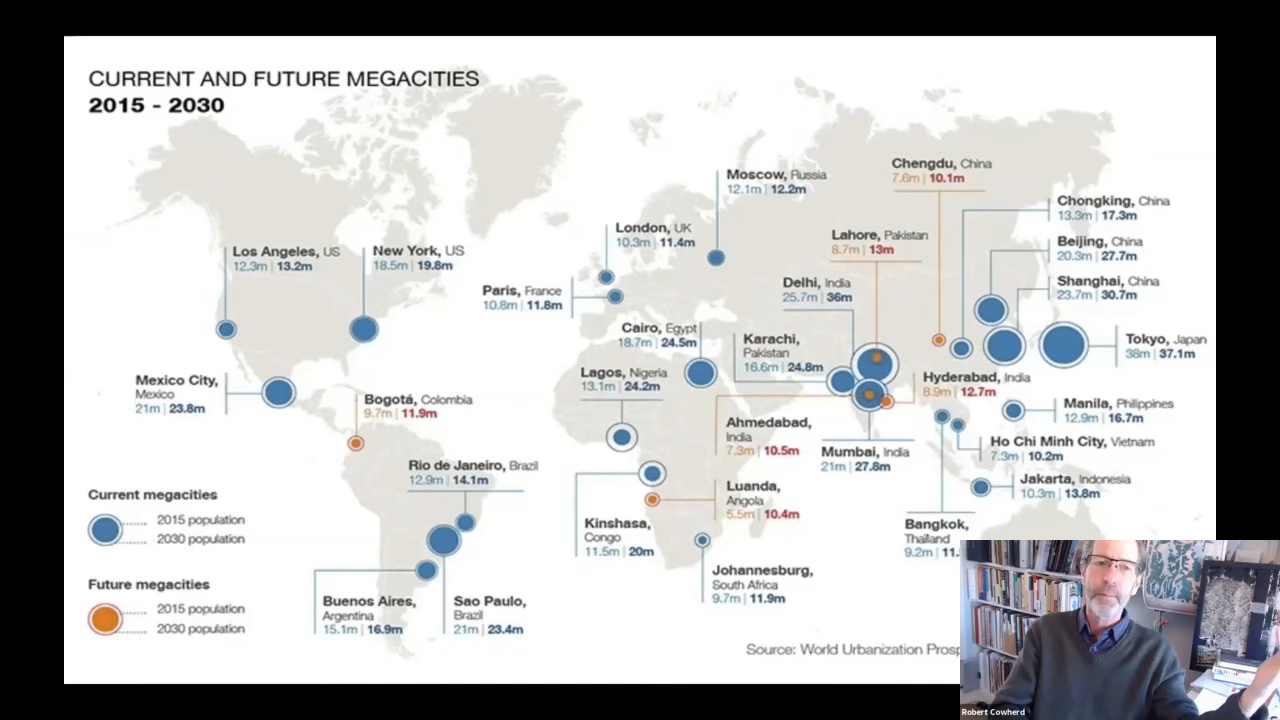 CURRENT AND FUTURE MEGACITIES
2015 - 2030
Moscow, Russia
12.1m | 12.2m
Chengdu, China
7.6m | 10.1m
Chongking, China
13.3m | 17.3m
London, UK
10.3m | 11.4m
Lahore, Pakistan
8.7m | 13m
Beijing, China
20.3m | 27.7m
Los Angeles, US
12.3m | 13.2m
New York, US
18.5m | 19.8m
Paris, France
10.8m | 11.8m
Delhi, India
25.7m | 36m
Shanghai, China
23.7m | 30.7m
Cairo, Egypt
18.7m | 24.5m
Karachi,
Pakistan
16.6m | 24.8m
Tokyo, Japan
38m | 37.1m
Mexico City,
Mexico
21m | 23.8m
Lagos, Nigeria
13.1m | 24.2m
Hyderabad, India
8.9m | 12.7m
Bogotá, Colombia
9.7m | 11.9m
Manila, Philippines
12.9m | 16.7m
Ahmedabad,
India
7.3m | 10.5m
Mumbai, India
21m | 27.8m
Ho Chi Minh City, Vietnam
7.3m | 10.2m
Rio de Janeiro, Brazil
12.9m | 14.1m
Jakarta, Indonesia
10.3m | 13.8m
Luanda,
Angola
5.5m | 10.4m
Kinshasa,
Congo
11.5m | 20m
Bangkok,
Thailand
9.2m | 11.
Johannesburg,
South Africa
9.7m | 11.9m
Buenos Aires,
Argentina
15.1m | 16.9m
Sao Paulo,
Brazil
21m | 23.4m
Current megacities
2015 population
2030 population
Future megacities
2015 population
2030 population
Source: World Urbanization Prosp
Robert Cowherd